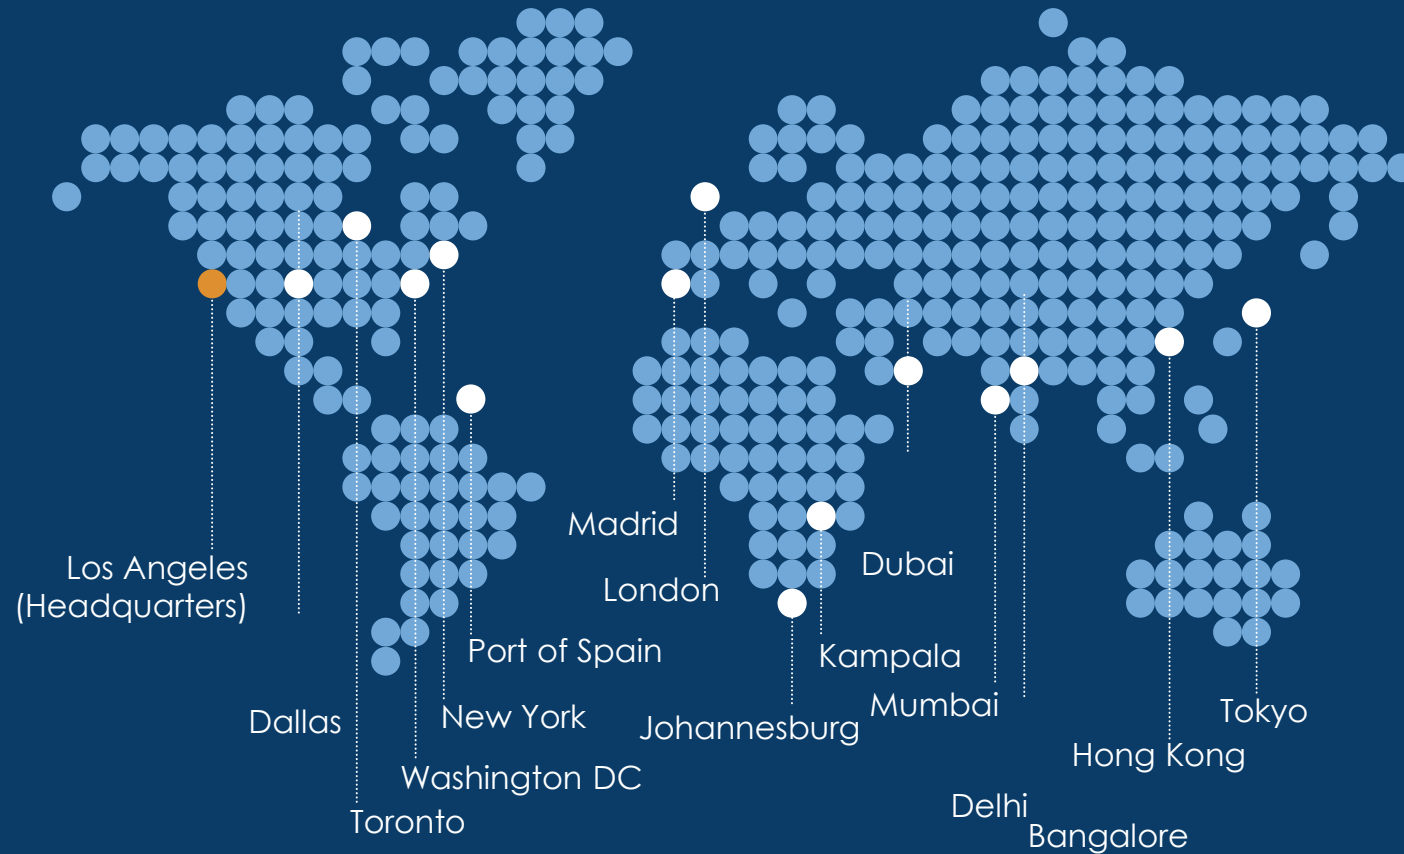 Madrid
Dubai
Los Angeles
(Headquarters)
London
Port of Spain
Kampala
Mumbai
Dallas
New York
Johannesburg
Tokyo
Hong Kong
Washington DC
Delhi
Toronto
Bangalore